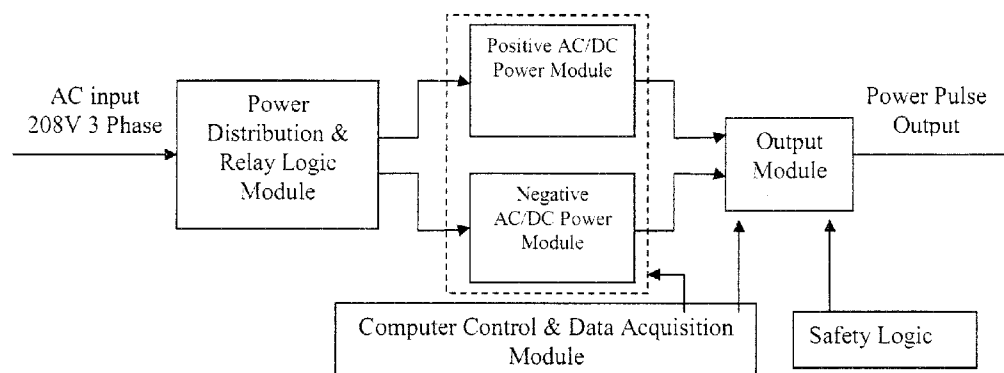 AC input
208V 3 Phase
Power
Distribution &
Relay Logic
Module
Positive AC/DC
Power Module
Negative
AC/DC Power
Module
Output
Module
Power Pulse
Output
Computer Control & Data Acquisition
Module
Safety Logic